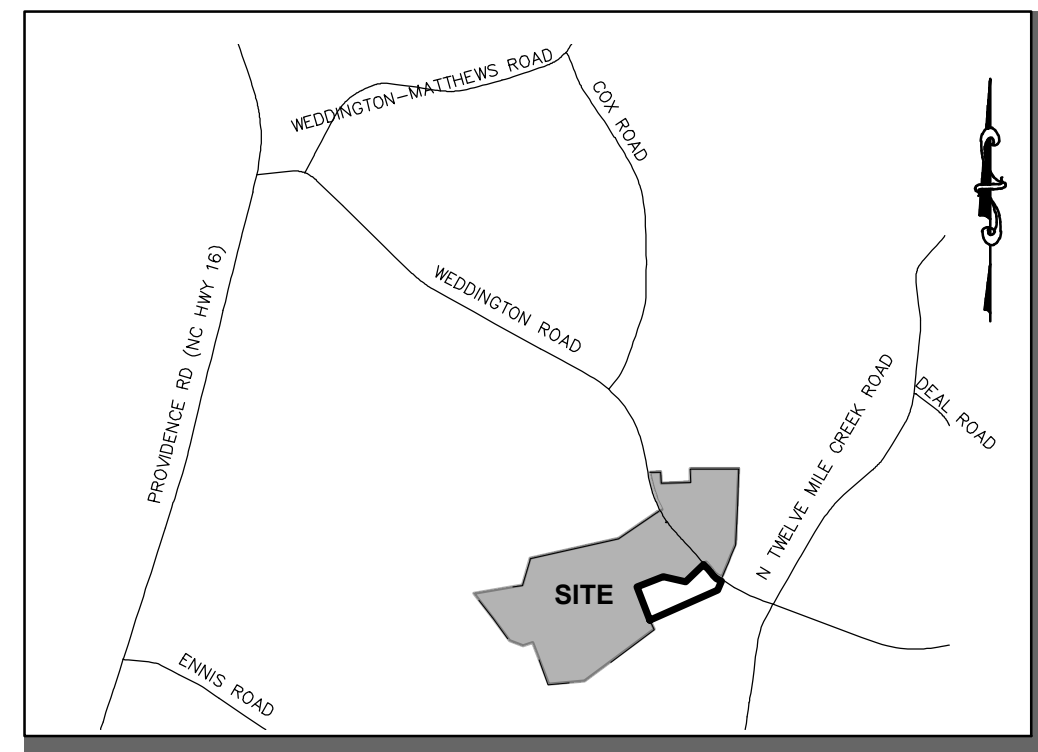 WEDDINGTON-MATTHEWS ROAD
COX ROAD
PROVIDENCE RD (NC HWY 16)
WEDDINGTON ROAD
N TWELVE MILE CREEK ROAD
DEAL ROAD
SITE
ENNIS ROAD